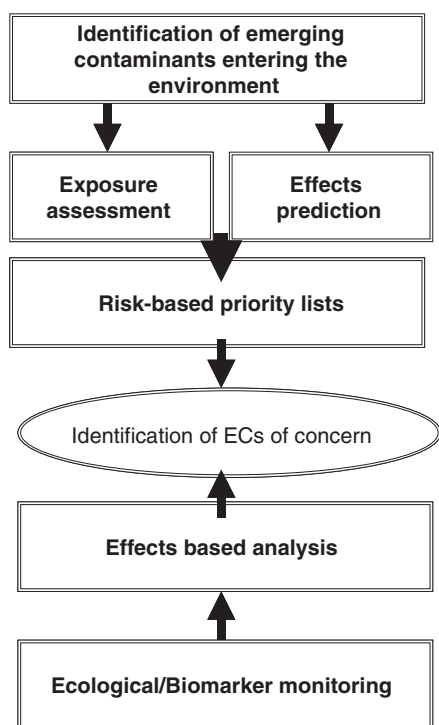 Identification of emerging
contaminants entering the
environment
Exposure
assessment
Effects
prediction
Risk-based priority lists
Identification of ECs of concern
Effects based analysis
Ecological/Biomarker monitoring